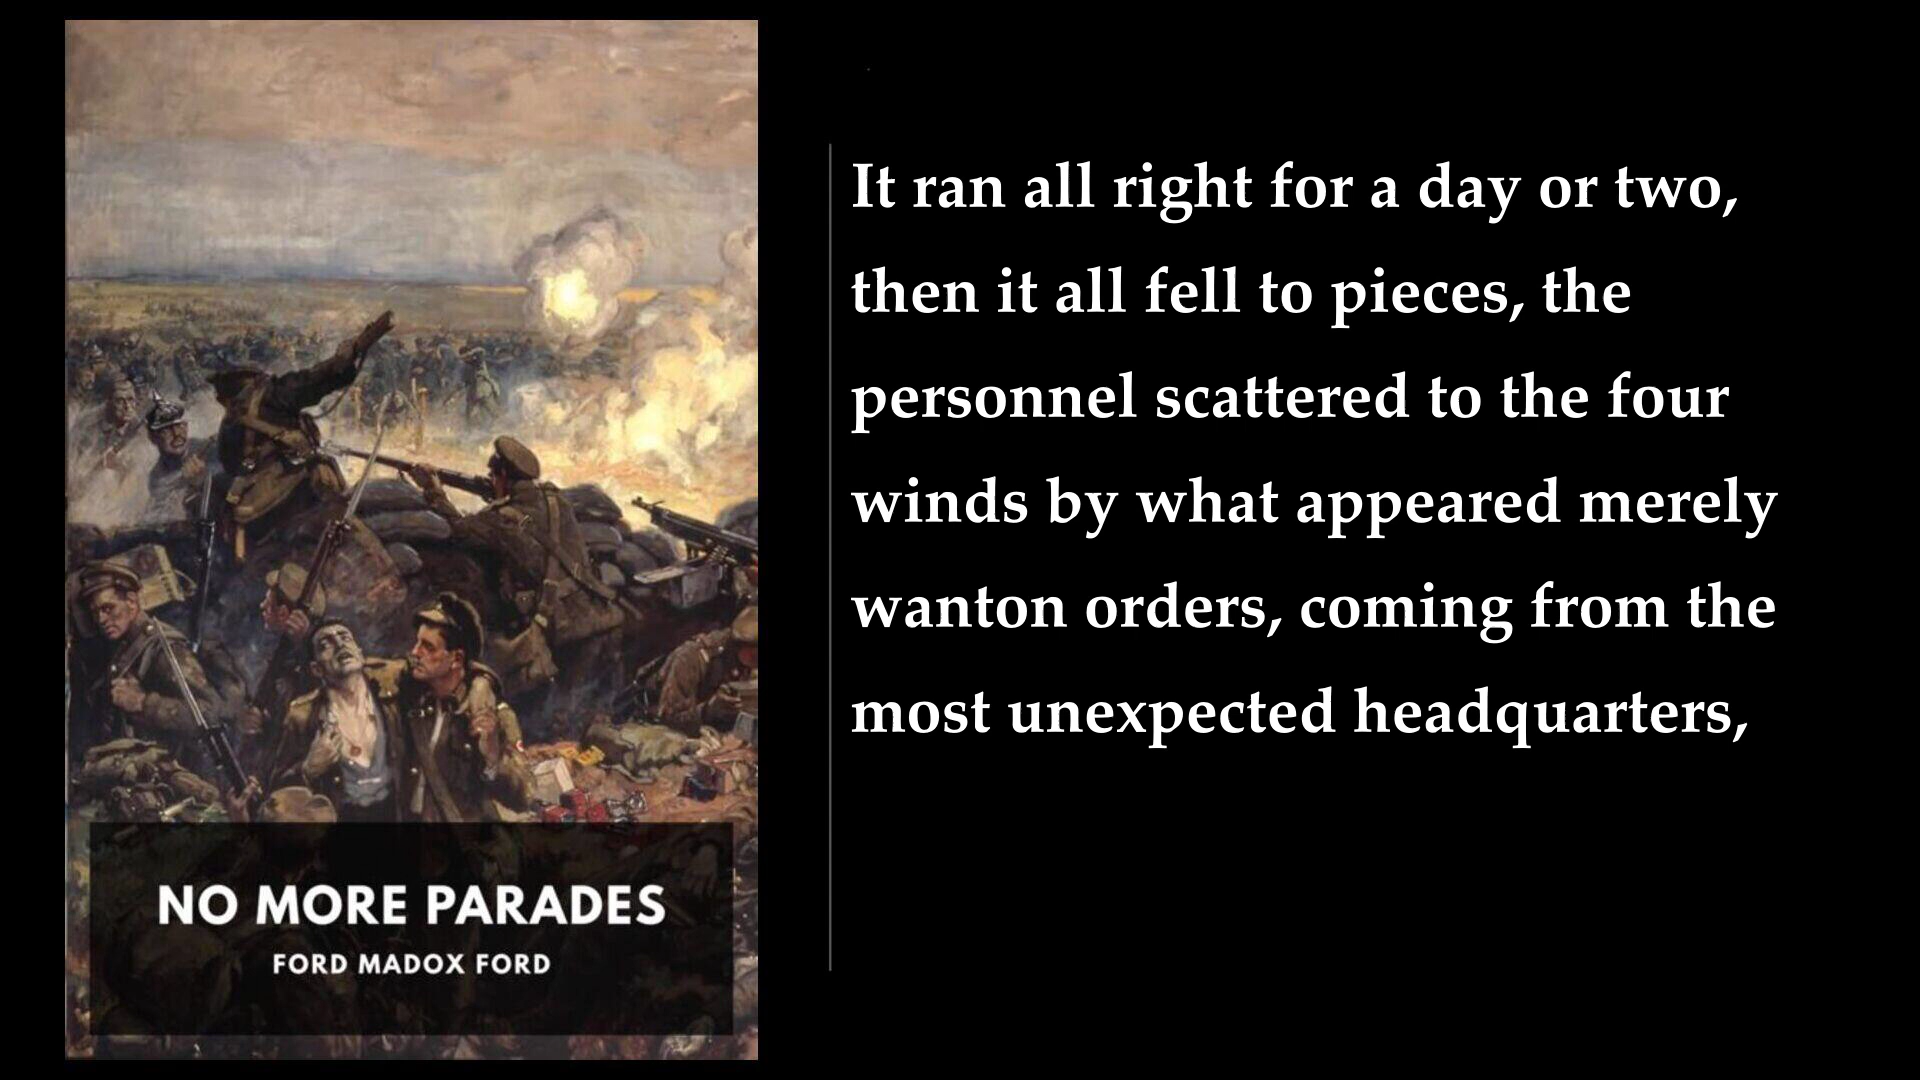 It ran all right for a day or two,
then it all fell to pieces, the
personnel scattered to the four
winds by what appeared merely
wanton orders, coming from the
most unexpected headquarters,
NO MORE PARADES
FORD MADOX FORD